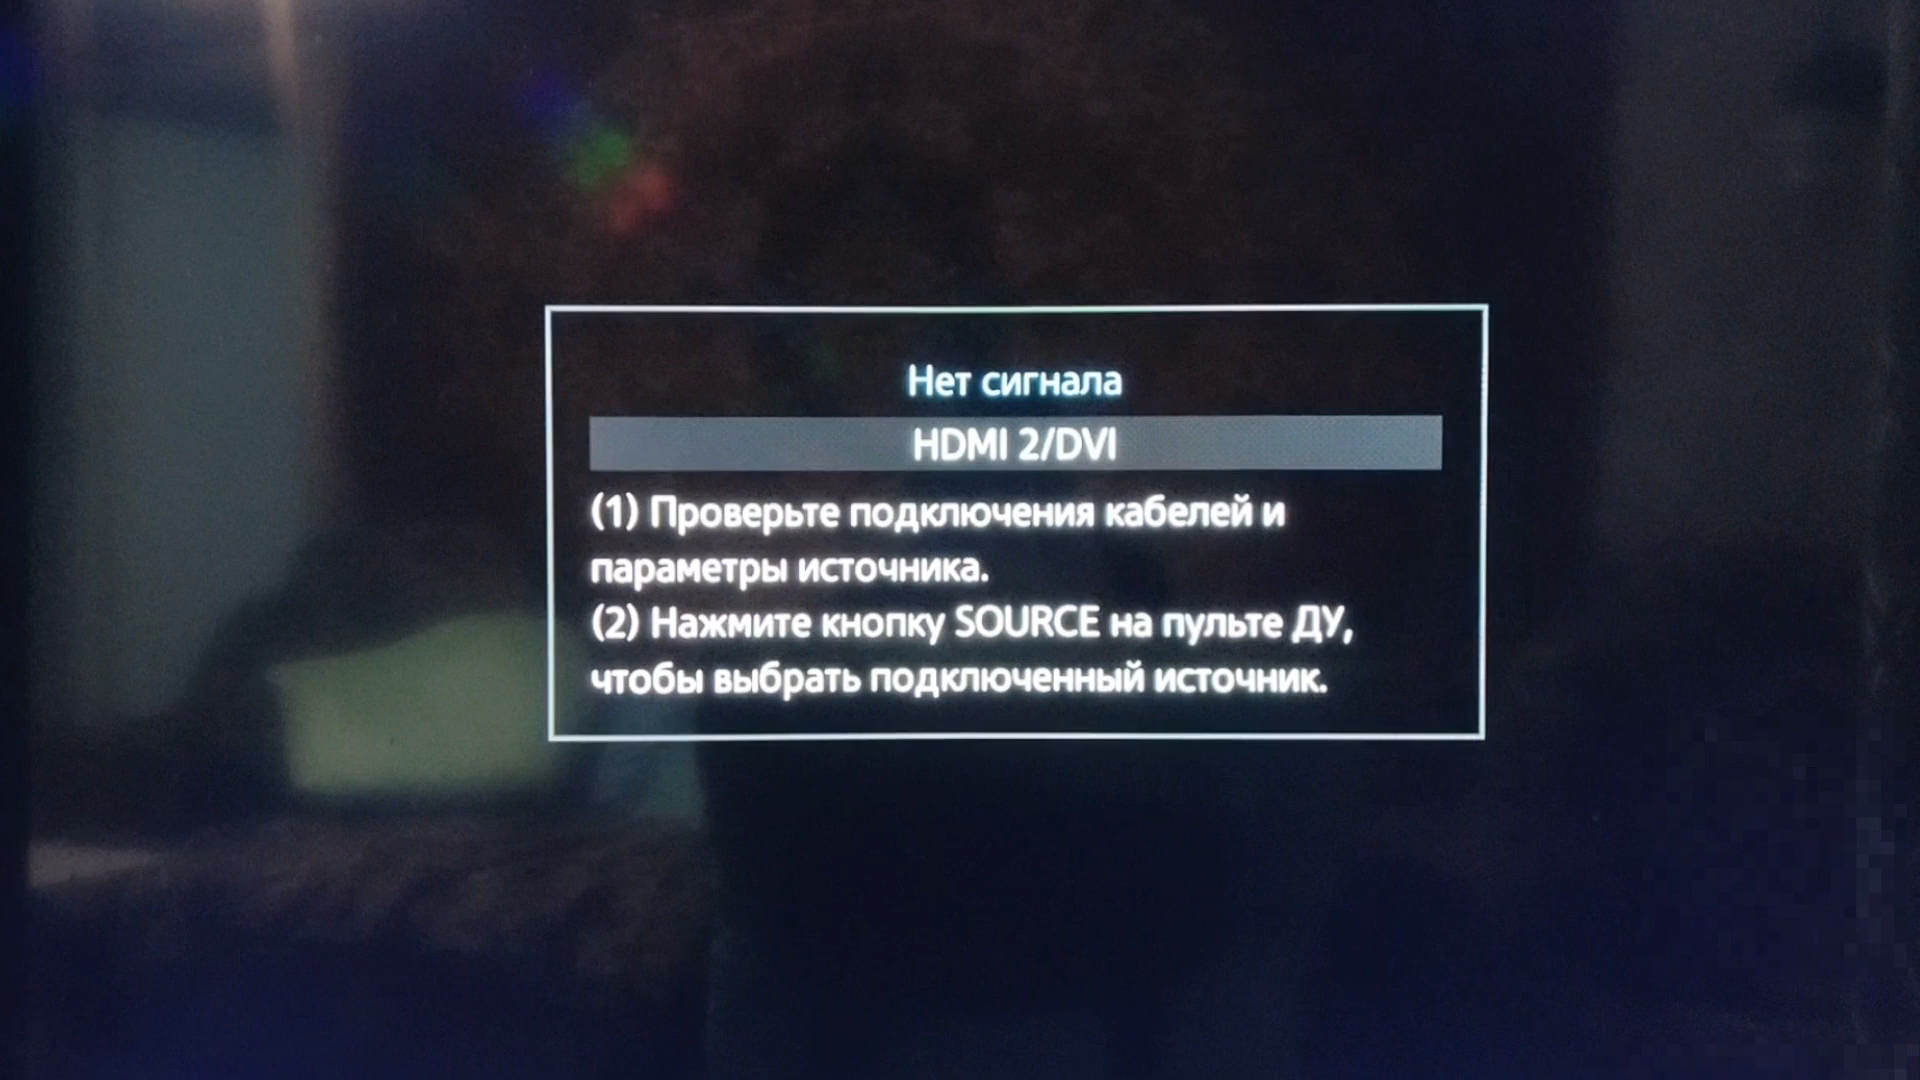 Нет сигнала
HDMI 2/DVI
(1) Проверьте подключения кабелей и
параметры источника.
(2) Нажмите кнопку SOURCE на пульте ДУ,
чтобы выбрать подключенный источник.